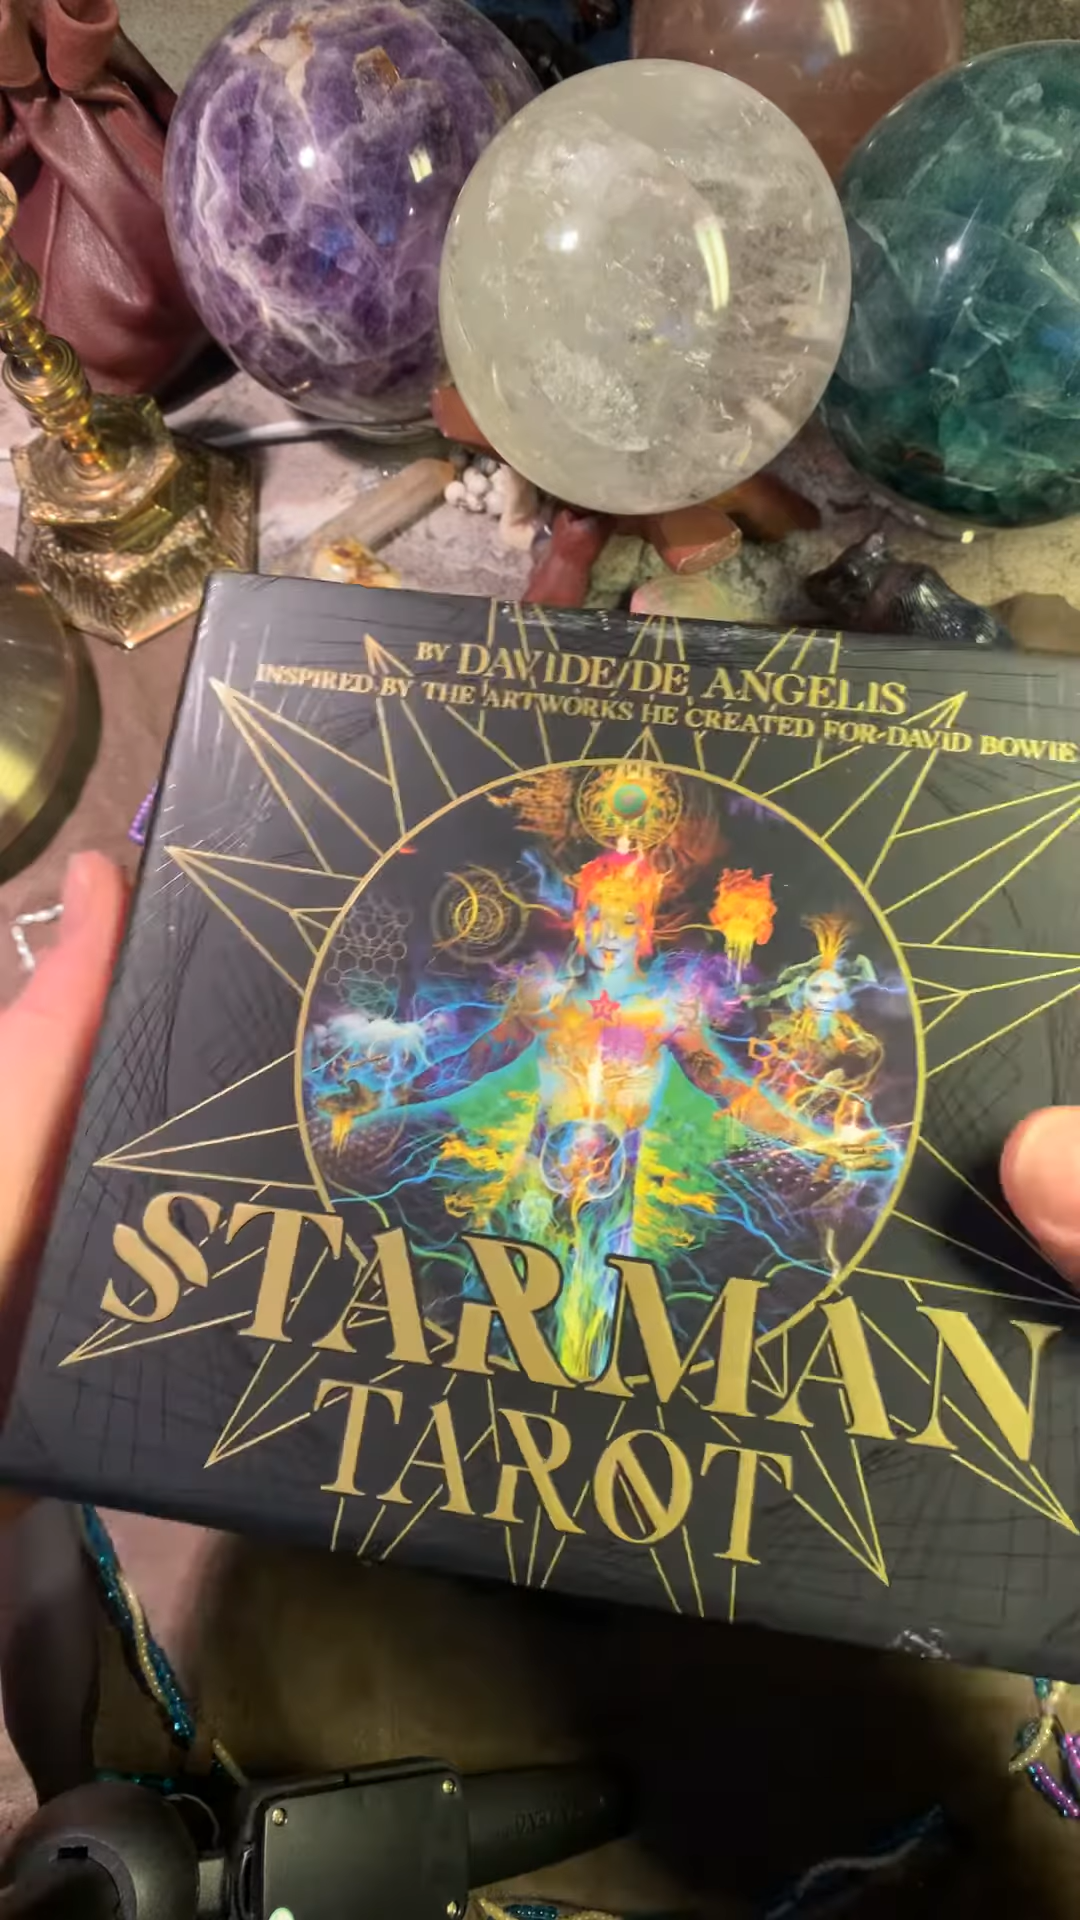 BY DAVIDE DE ANGELIS
INSPIRED BY THE ARTWORKS HE CREATED FOR DAVID BOWIE
STARMAN
TAROT